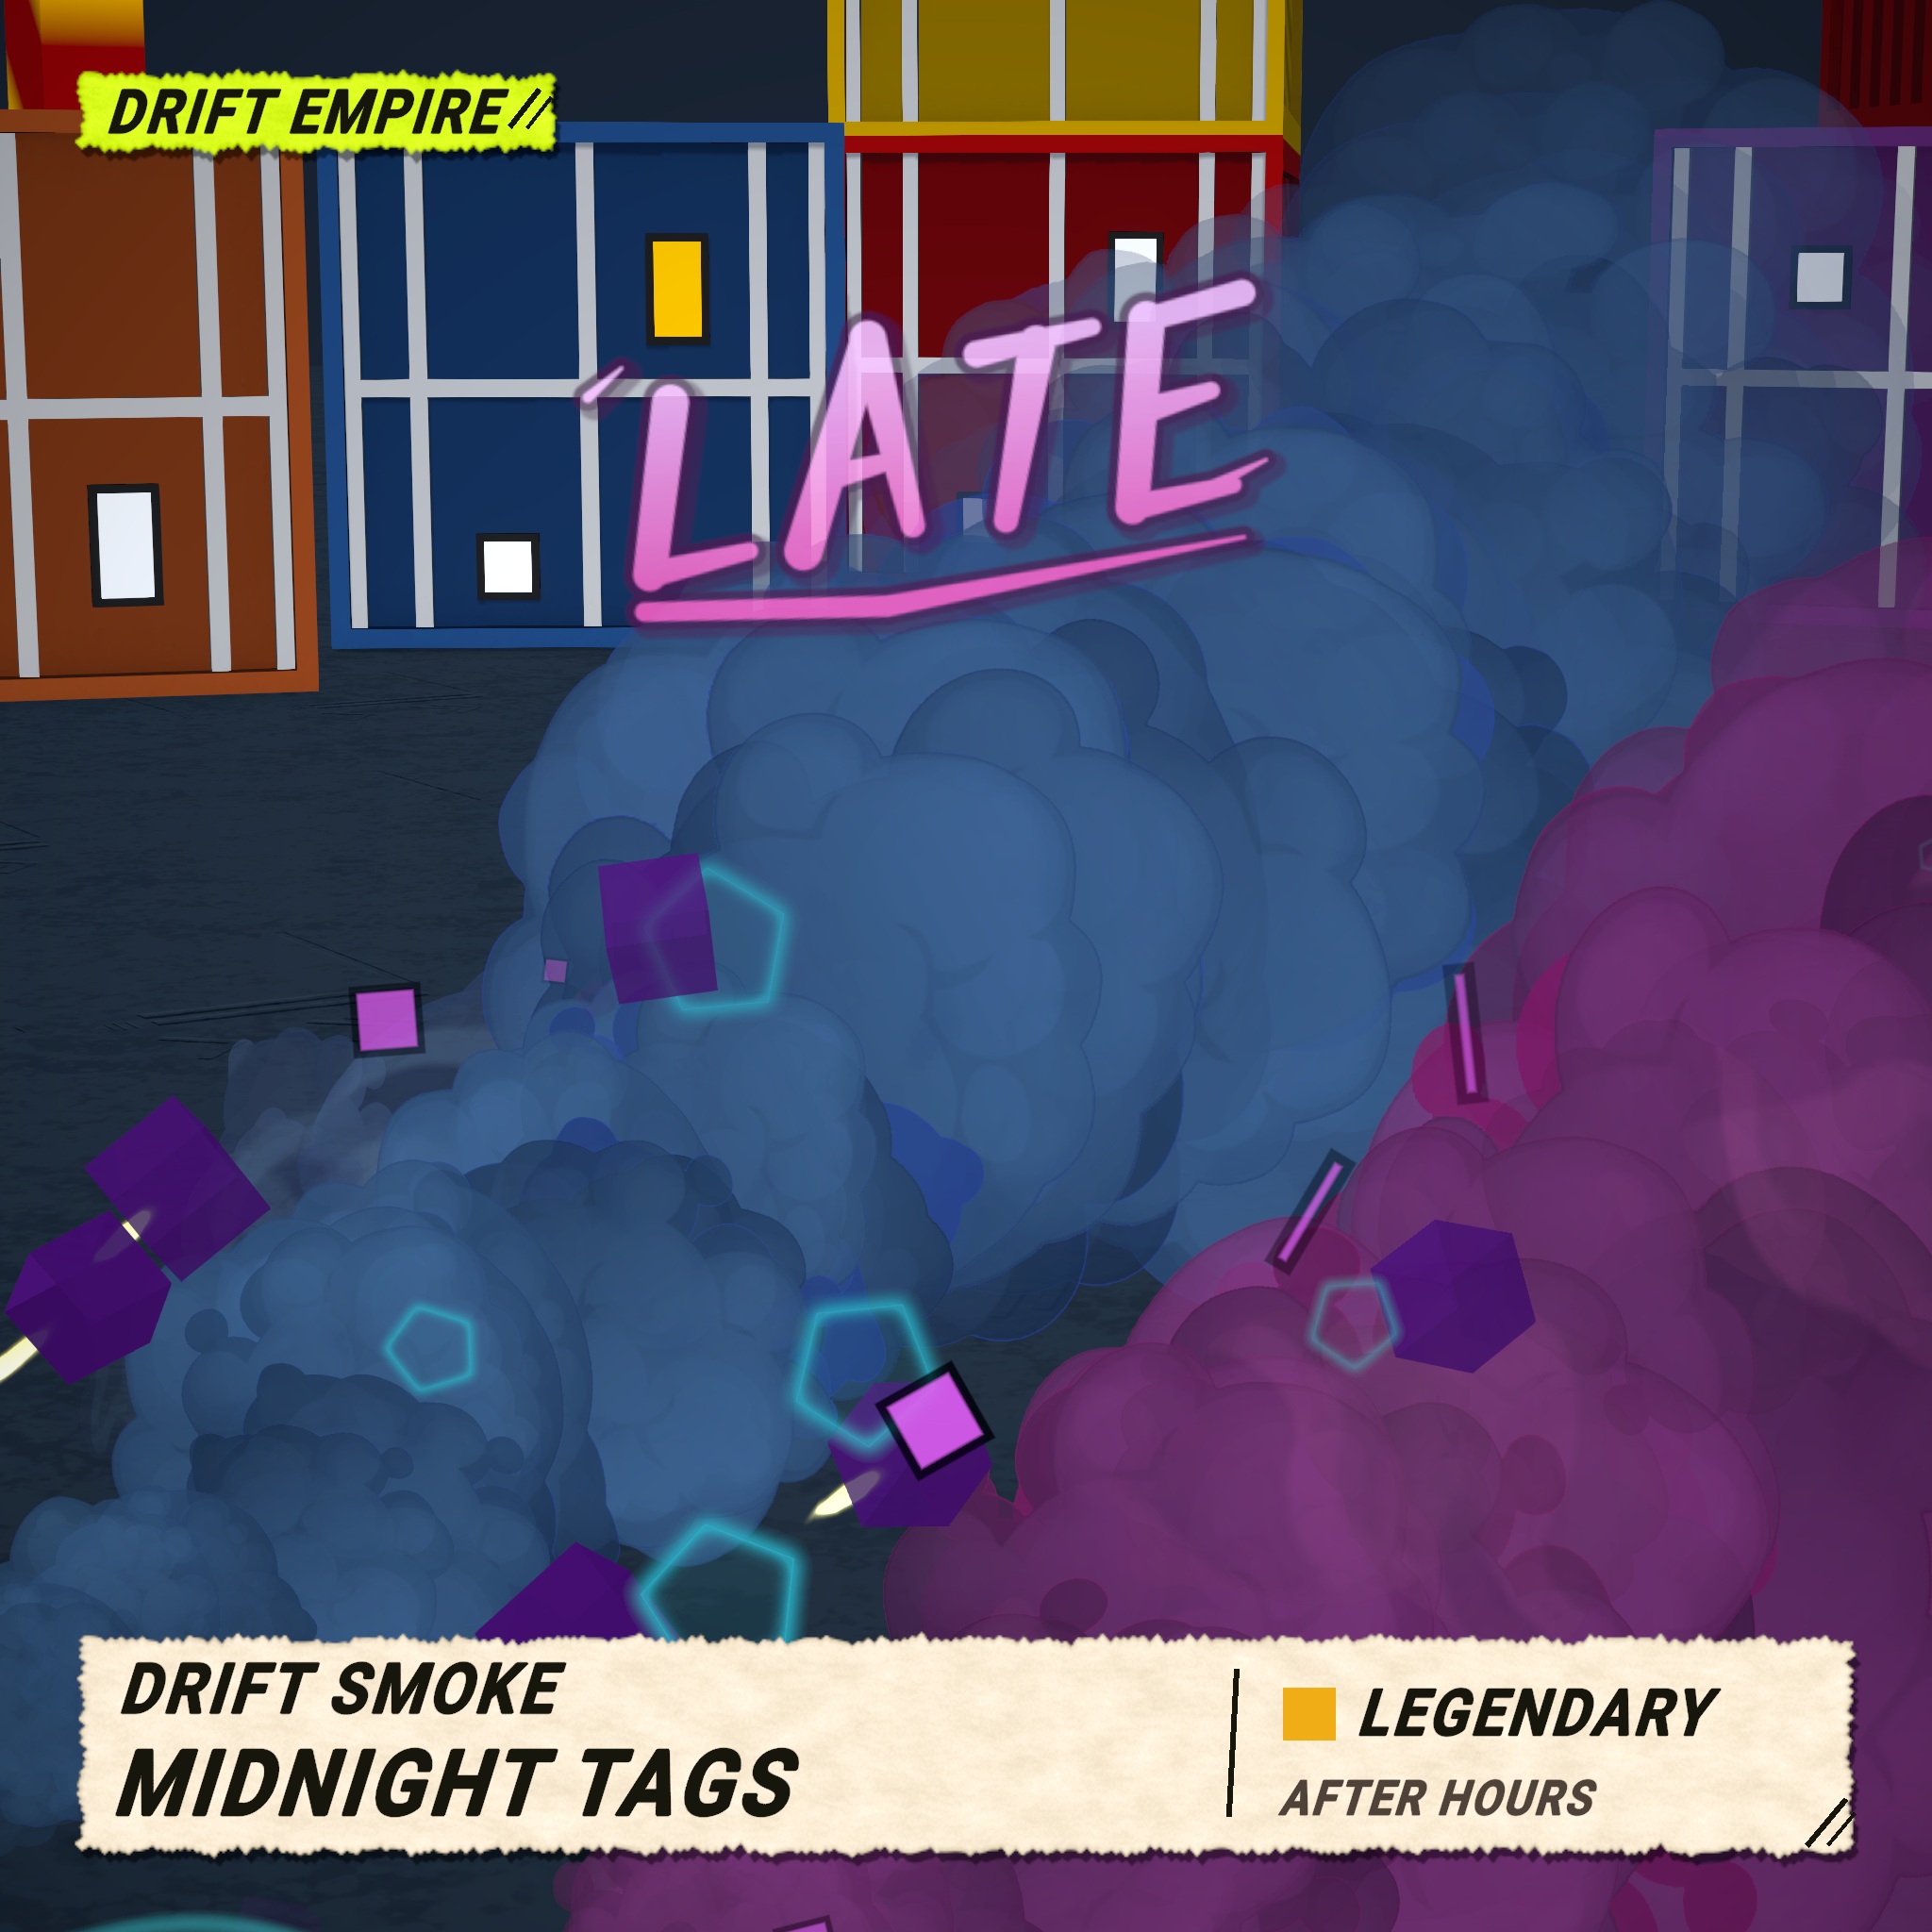 DRIFT EMPIRE
LATE
DRIFT SMOKE
MIDNIGHT TAGS
LEGENDARY
AFTER HOURS